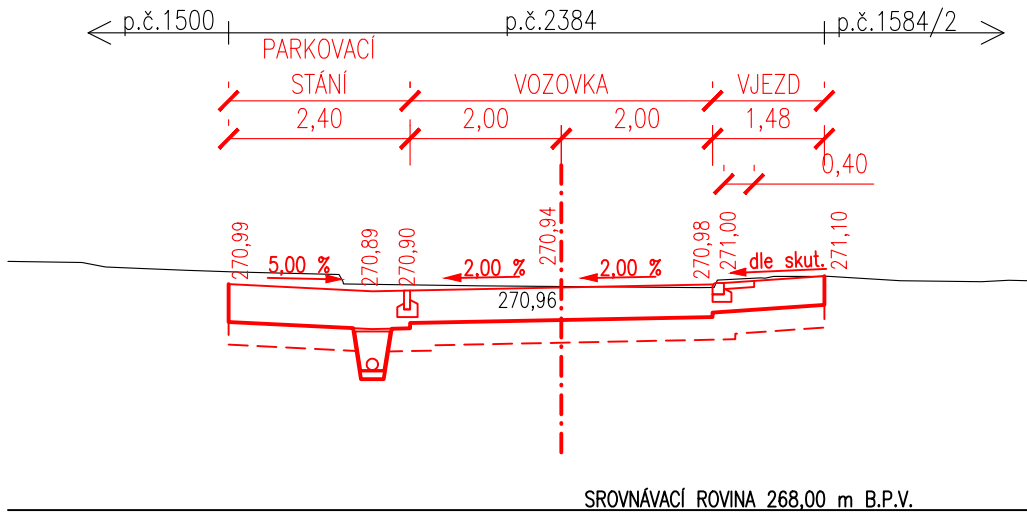 p.č.1500
p.č.2384
p.č.1584/2
PARKOVACÍ
STÁNÍ
VOZOVKA
VJEZD
2,40
2,00
2,00
1,48
0,40
270,99
270,89
270,90
270,94
270,98
271,00
271,10
5,00 %
2,00 %
2,00 %
dle skut.
270,96
SROVNÁVACÍ ROVINA 268,00 m B.P.V.